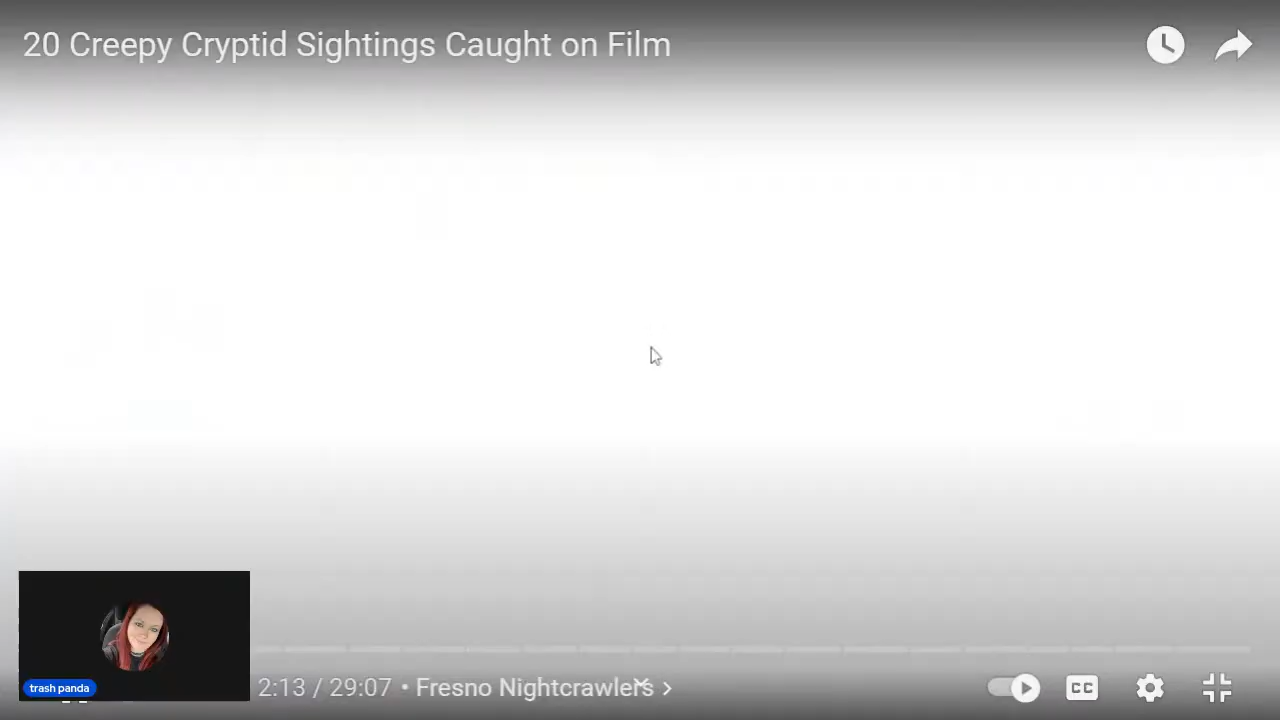 20 Creepy Cryptid Sightings Caught on Film
trash panda
2:13 / 29:07 • Fresno Nightcrawlers
CC